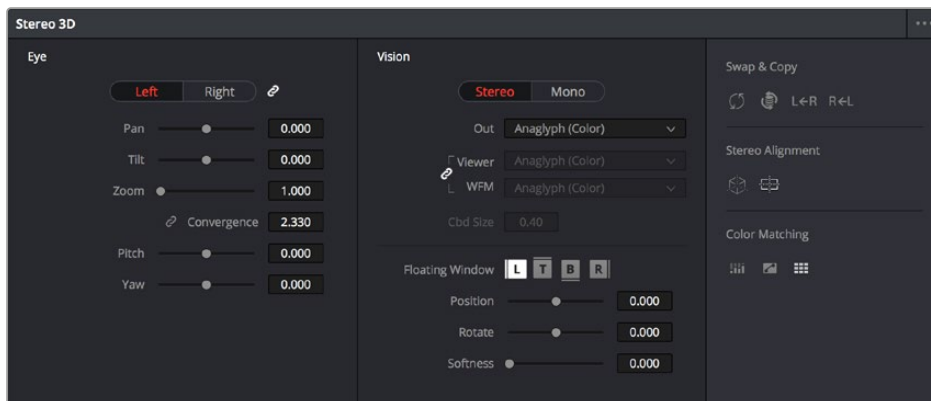 Stereo 3D
Eye
Left Right
Pan 0.000
Tilt 0.000
Zoom 1.000
Convergence 2.330
Pitch 0.000
Yaw 0.000
Vision
Stereo Mono
Out Anaglyph (Color)
Viewer Anaglyph (Color)
WFM Anaglyph (Color)
Cbd Size 0.40
Floating Window L T B R
Position 0.000
Rotate 0.000
Softness 0.000
Swap & Copy
L←R R←L
Stereo Alignment
Color Matching